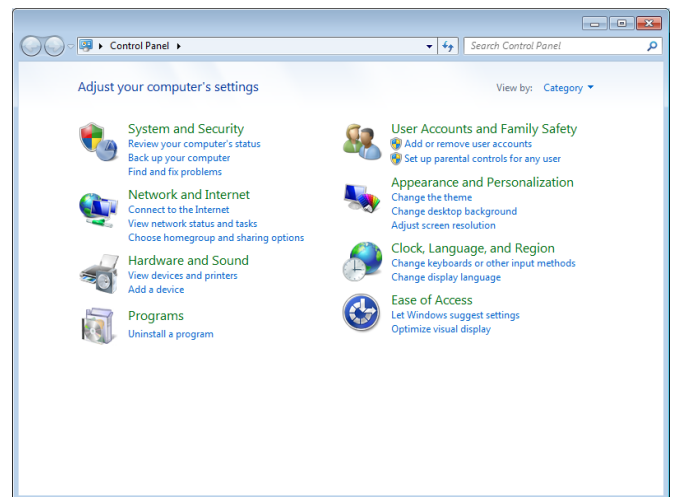 Control Panel
Search Control Panel
Adjust your computer's settings
View by: Category
System and Security
Review your computer's status
Back up your computer
Find and fix problems
Network and Internet
Connect to the Internet
View network status and tasks
Choose homegroup and sharing options
Hardware and Sound
View devices and printers
Add a device
Programs
Uninstall a program
User Accounts and Family Safety
Add or remove user accounts
Set up parental controls for any user
Appearance and Personalization
Change the theme
Change desktop background
Adjust screen resolution
Clock, Language, and Region
Change keyboards or other input methods
Change display language
Ease of Access
Let Windows suggest settings
Optimize visual display